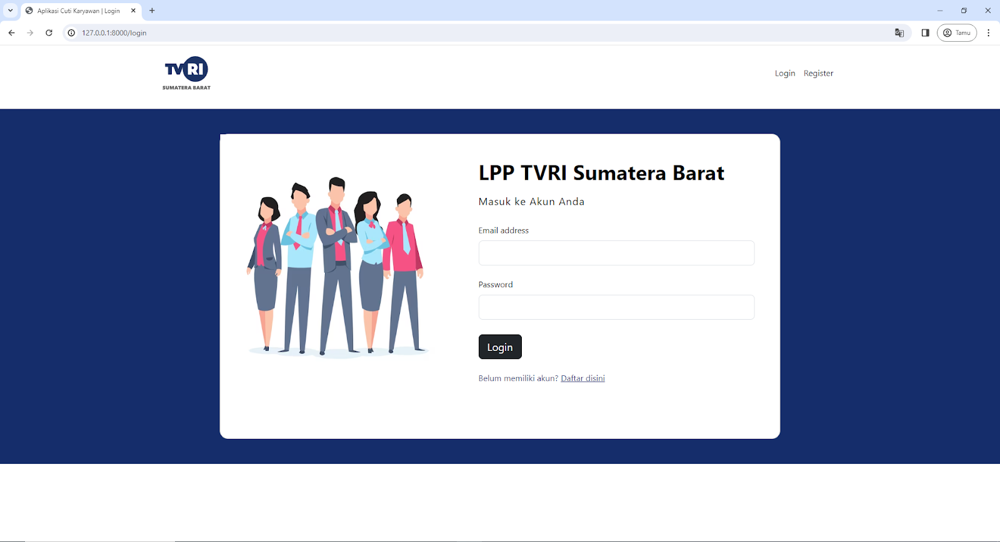 Aplikasi Cuti Karyawan | Login
127.0.0.1:8000/login
Tamu
TVRI
SUMATERA BARAT
Login Register
LPP TVRI Sumatera Barat
Masuk ke Akun Anda
Email address
Password
Login
Belum memiliki akun? Daftar disini